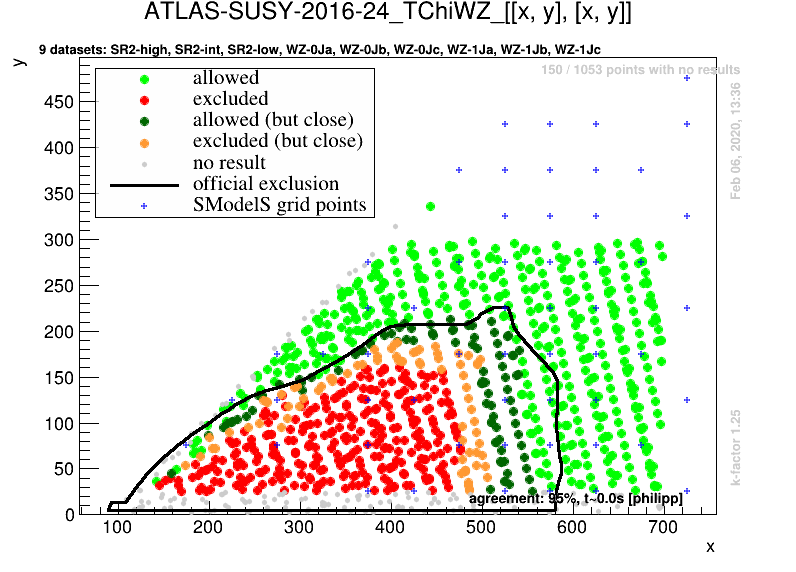 ATLAS-SUSY-2016-24_TChiWZ_[[x, y], [x, y]]
9 datasets: SR2-high, SR2-int, SR2-low, WZ-0Ja, WZ-0Jb, WZ-0Jc, WZ-1Ja, WZ-1Jb, WZ-1Jc
y
150 / 1053 points with no results
allowed
excluded
allowed (but close)
excluded (but close)
no result
official exclusion
SModelS grid points
Feb 06, 2020, 13:36
k-factor 1.25
450
400
350
300
250
200
150
100
50
0
agreement: 95%, t~0.0s [philipp]
100 200 300 400 500 600 700
x